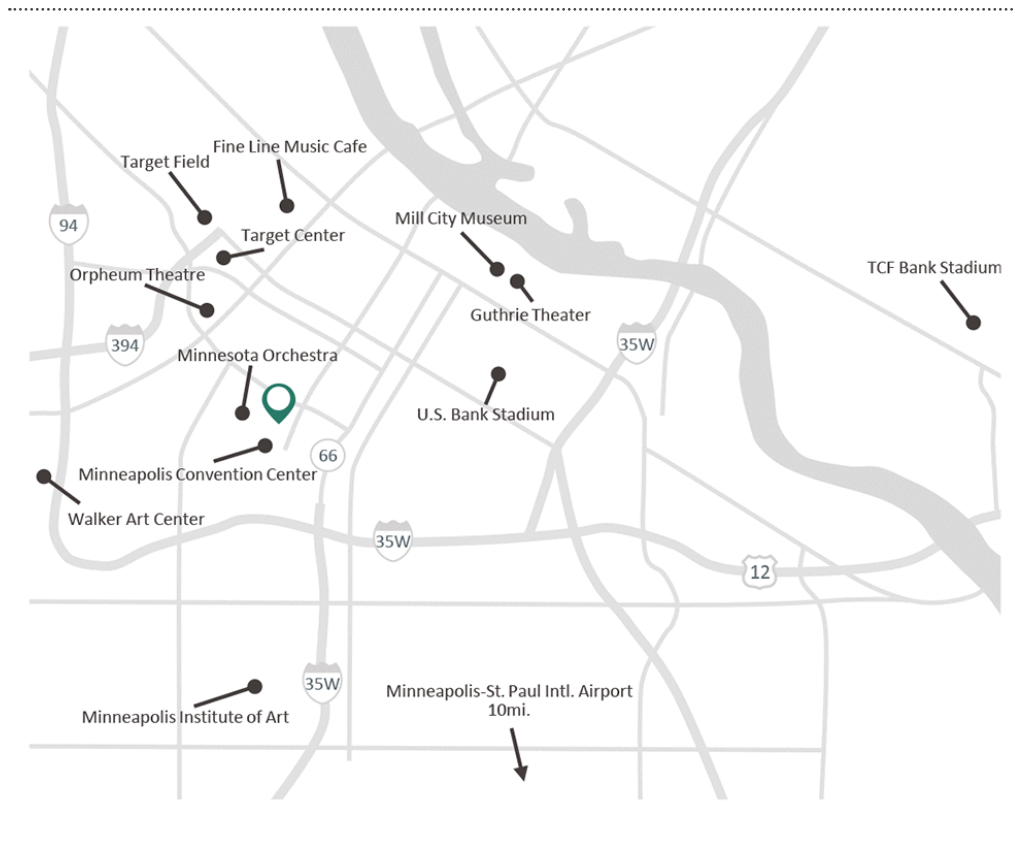 Fine Line Music Cafe
Target Field
94
Target Center
Mill City Museum
Orpheum Theatre
TCF Bank Stadium
Guthrie Theater
394
35W
Minnesota Orchestra
U.S. Bank Stadium
66
Minneapolis Convention Center
Walker Art Center
35W
12
35W
Minneapolis-St. Paul Intl. Airport
10mi.
Minneapolis Institute of Art